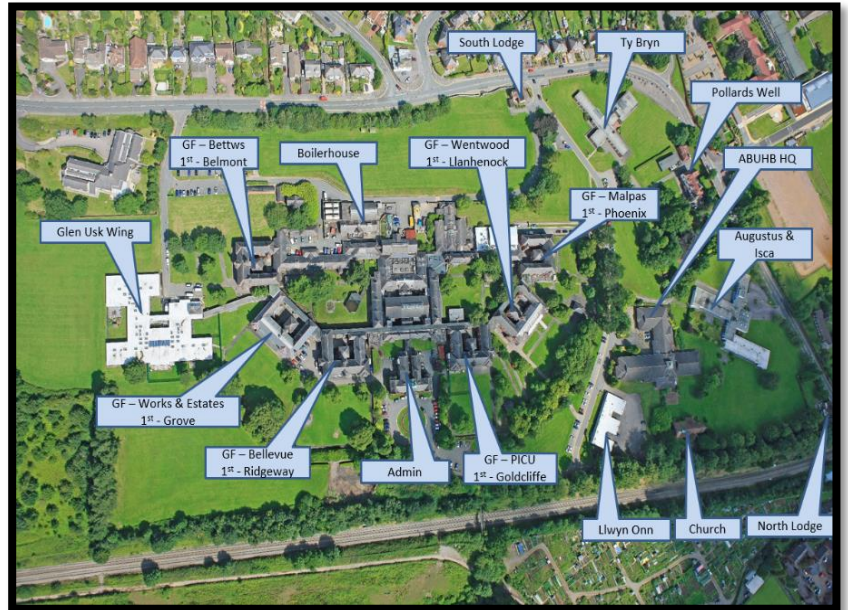 South Lodge
Ty Bryn
Pollards Well
GF – Bettws
1st - Belmont
Boilerhouse
GF – Wentwood
1st - Llanhenock
ABUHB HQ
GF – Malpas
1st - Phoenix
Glen Usk Wing
Augustus &
Isca
GF – Works & Estates
1st - Grove
GF – Bellevue
1st - Ridgeway
Admin
GF – PICU
1st - Goldcliffe
Llwyn Onn
Church
North Lodge